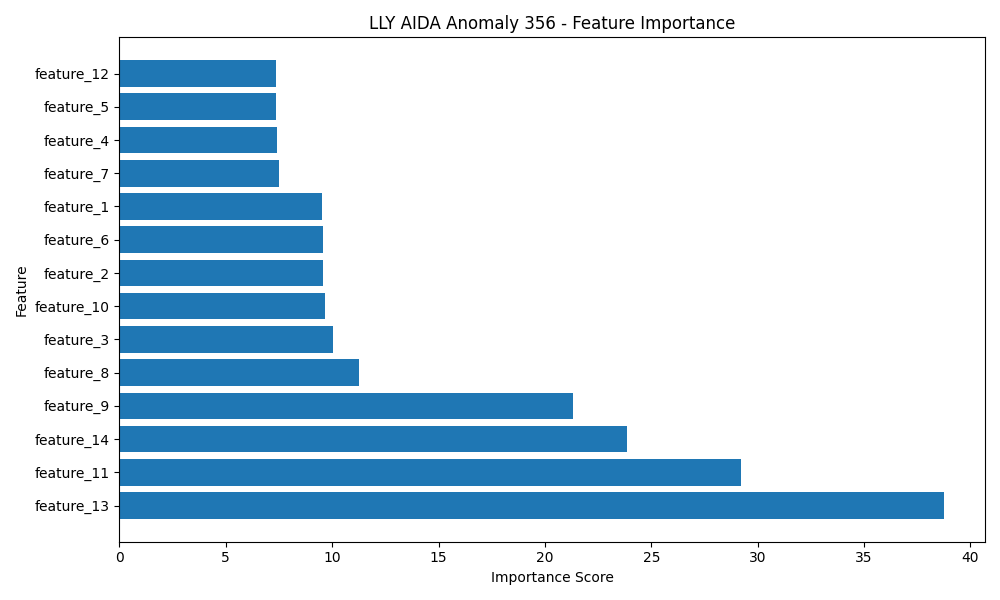 LLY AIDA Anomaly 356 - Feature Importance
feature_12
feature_5
feature_4
feature_7
feature_1
feature_6
feature_2
feature_10
feature_3
feature_8
feature_9
feature_14
feature_11
feature_13
Feature
0 5 10 15 20 25 30 35 40
Importance Score